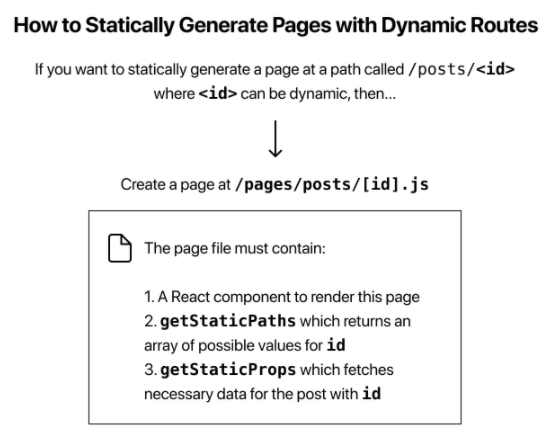 How to Statically Generate Pages with Dynamic Routes
If you want to statically generate a page at a path called /posts/<id>
where <id> can be dynamic, then...
Create a page at /pages/posts/[id].js
The page file must contain:
1. A React component to render this page
2. getStaticPaths which returns an
array of possible values for id
3. getStaticProps which fetches
necessary data for the post with id